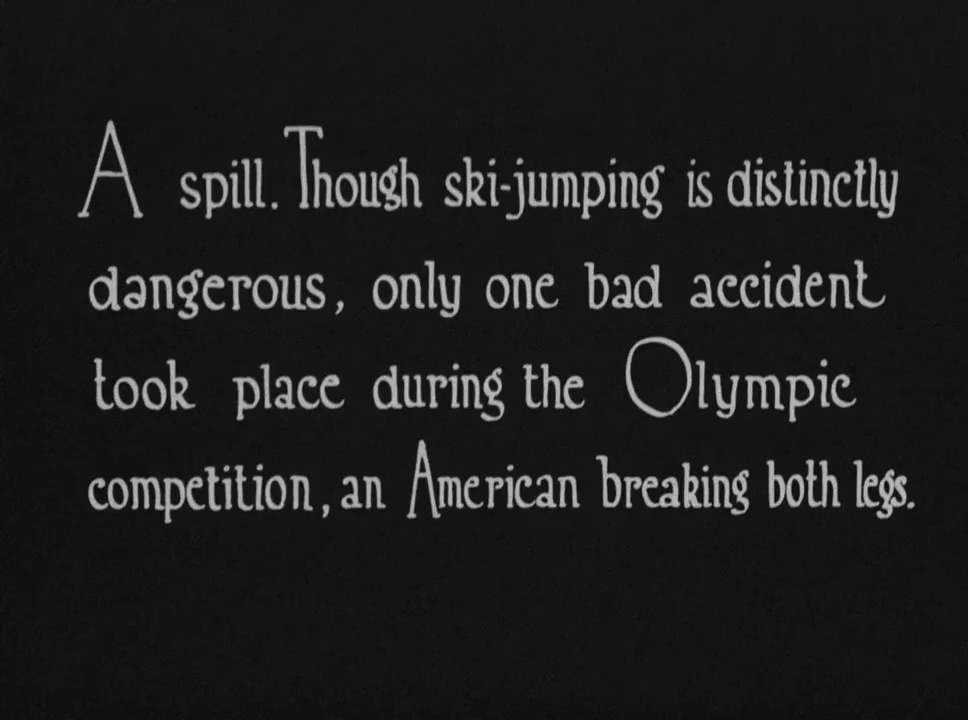 A spill. Though ski-jumping is distinctly
dangerous, only one bad accident
took place during the Olympic
competition, an American breaking both legs.